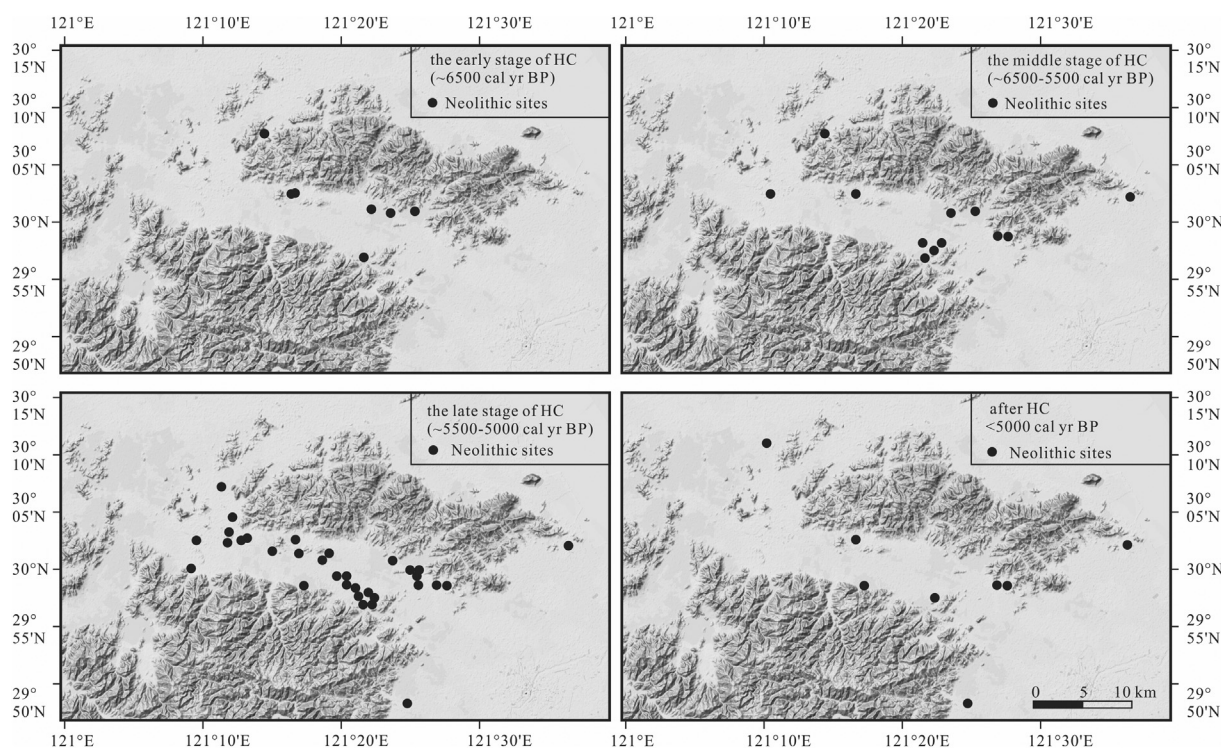 121°E 121°10'E 121°20'E 121°30'E 121°E 121°20'E 121°30'E
30°
15'N
30°
10'N
30°
05'N
30°N
29°
55'N
29°
50'N
the early stage of HC
(~6500 cal yr BP)
Neolithic sites
the middle stage of HC
(~6500-5500 cal yr BP)
Neolithic sites
30°
15'N
30°
10'N
30°
05'N
30°N
29°
55'N
29°
50'N
30°
15'N
30°
10'N
30°
05'N
30°N
29°
55'N
29°
50'N
the late stage of HC
(~5500-5000 cal yr BP)
Neolithic sites
after HC
<5000 cal yr BP
Neolithic sites
0 5 10 km
30°
15'N
30°
10'N
30°
05'N
30°N
29°
55'N
29°
50'N
121°E 121°10'E 121°20'E 121°30'E 121°E 121°10'E 121°20'E 121°30'E